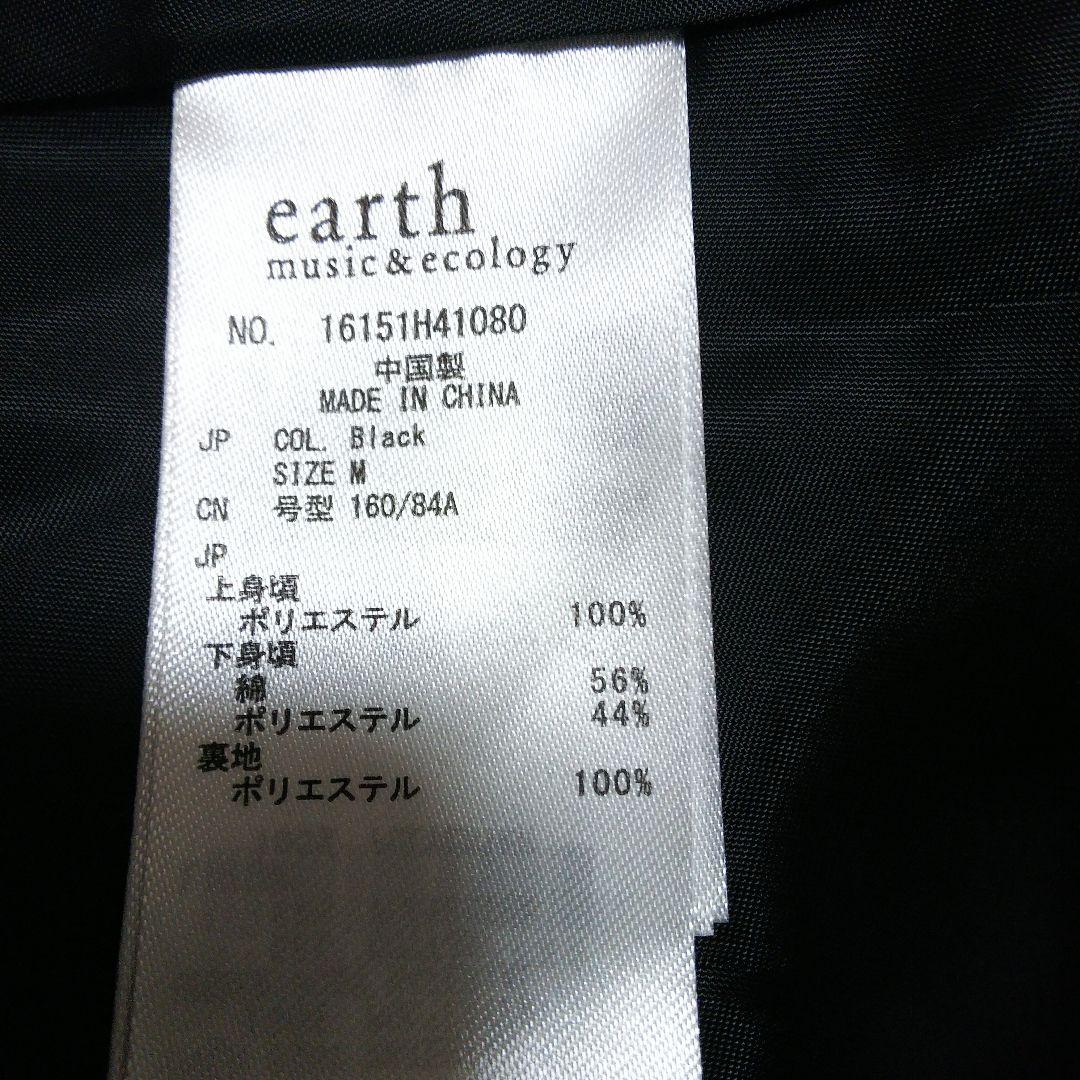 earth
music&ecology
NO. 16151H41080
中国製
MADE IN CHINA
JP COL. Black
SIZE M
CN 号型 160/84A
JP
上身頃
ポリエステル 100%
下身頃
綿 56%
ポリエステル 44%
裏地
ポリエステル 100%